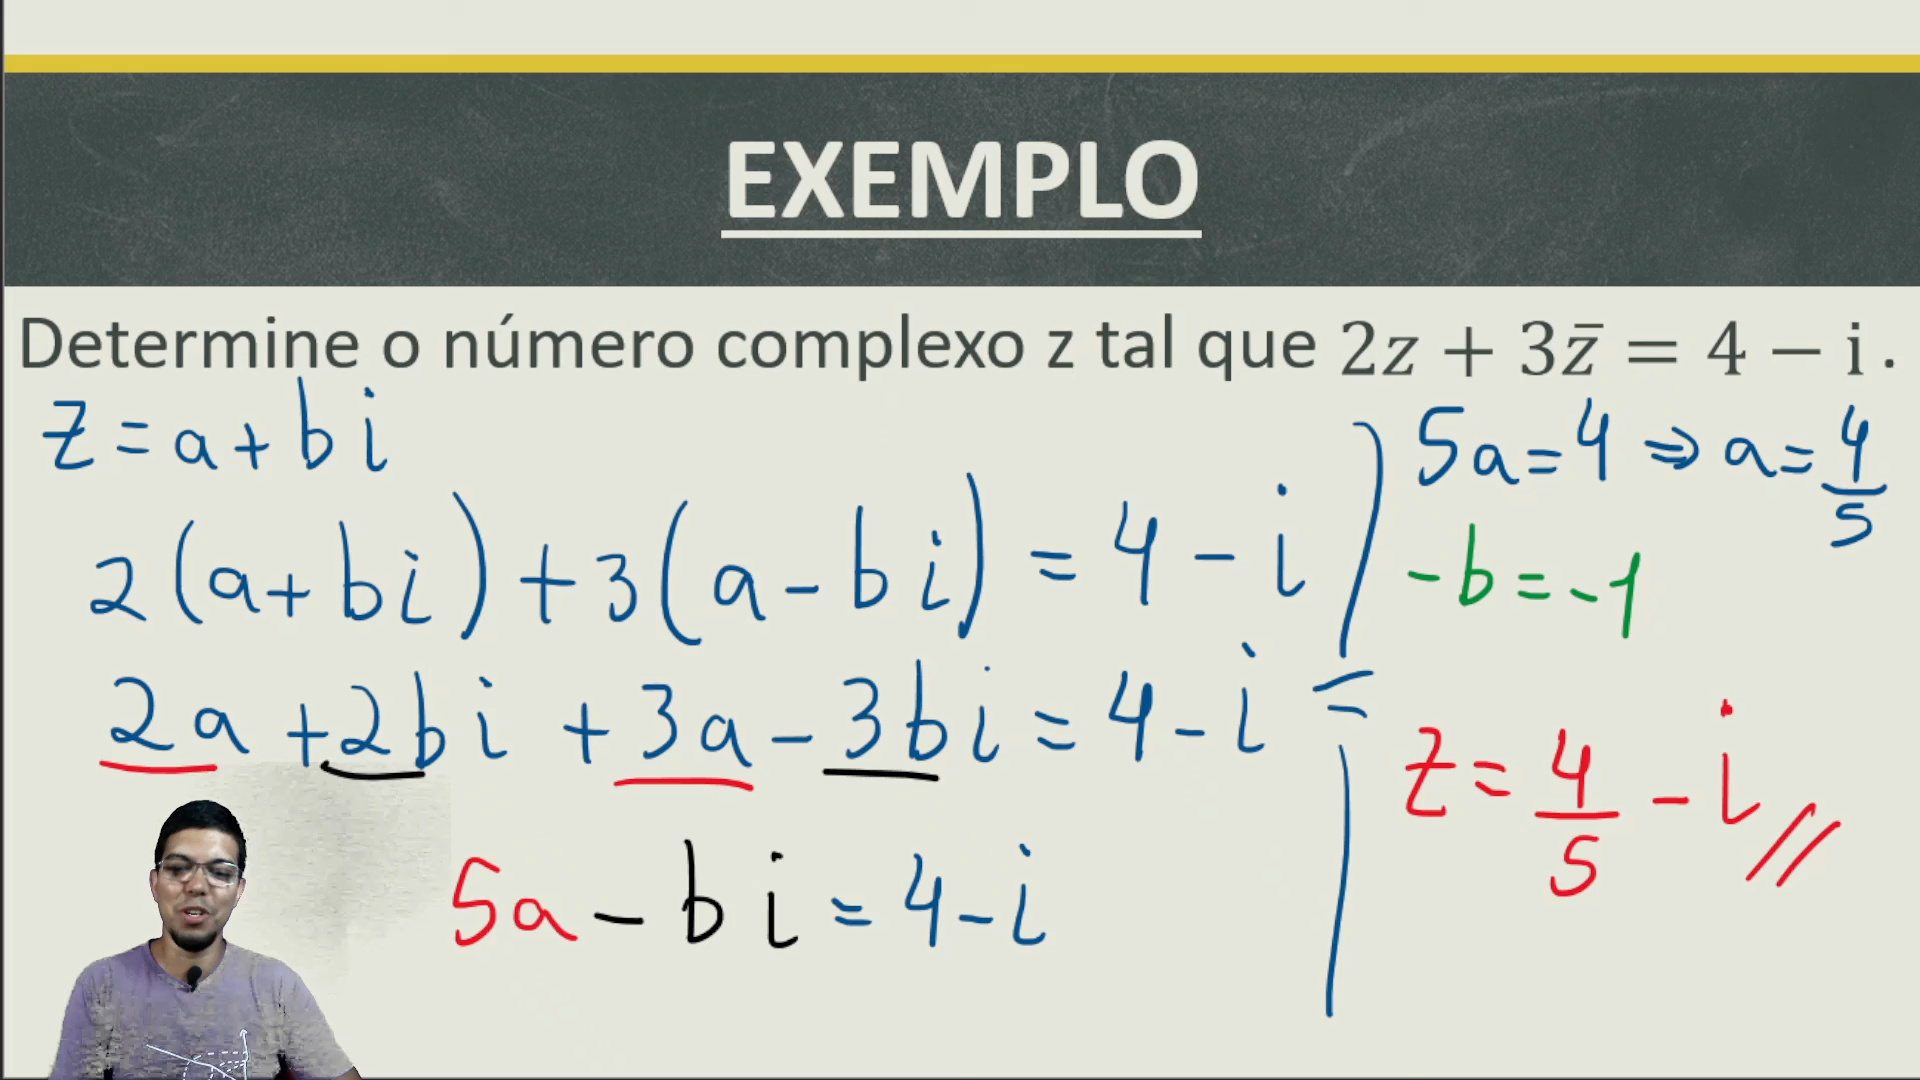 EXEMPLO
Determine o número complexo z tal que 2z + 3z̄ = 4 − i .
z = a + bi
2(a + bi) + 3(a - bi) = 4 - i
2a + 2bi + 3a - 3bi = 4 - i =
5a - bi = 4 - i
5a = 4 ⇒ a = 4/5
-b = -1
z = 4/5 - i //